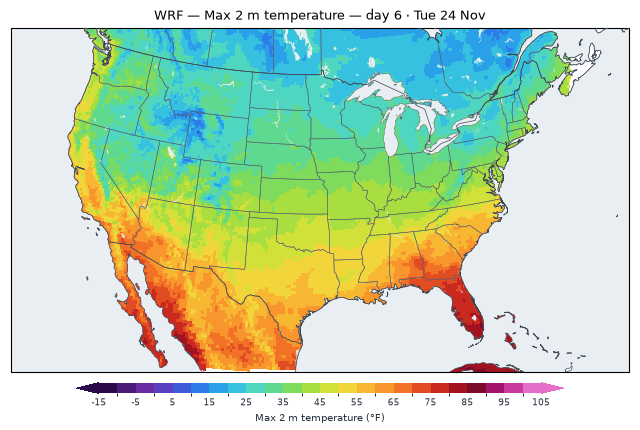 WRF — Max 2 m temperature — day 6 · Tue 24 Nov
-15 -5 5 15 25 35 45 55 65 75 85 95 105
Max 2 m temperature (°F)